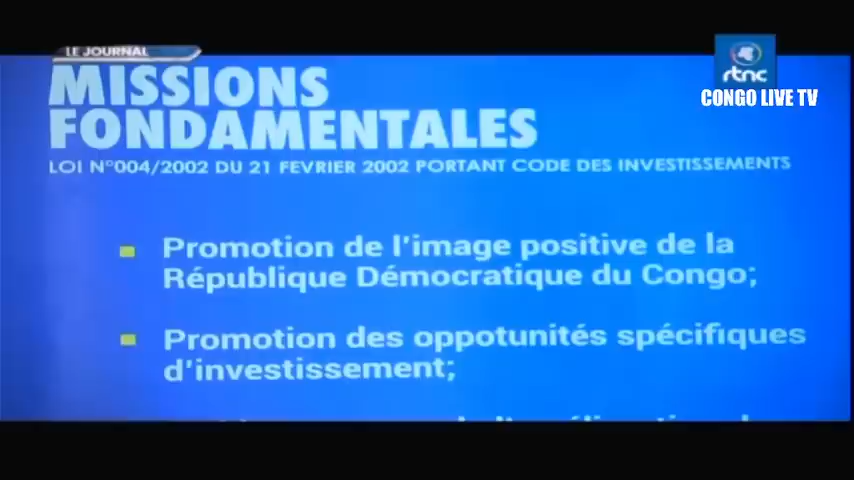 LE JOURNAL
rtnc
CONGO LIVE TV
MISSIONS
FONDAMENTALES
LOI N°004/2002 DU 21 FEVRIER 2002 PORTANT CODE DES INVESTISSEMENTS
Promotion de l'image positive de la
République Démocratique du Congo;
Promotion des oppotunités spécifiques
d'investissement;